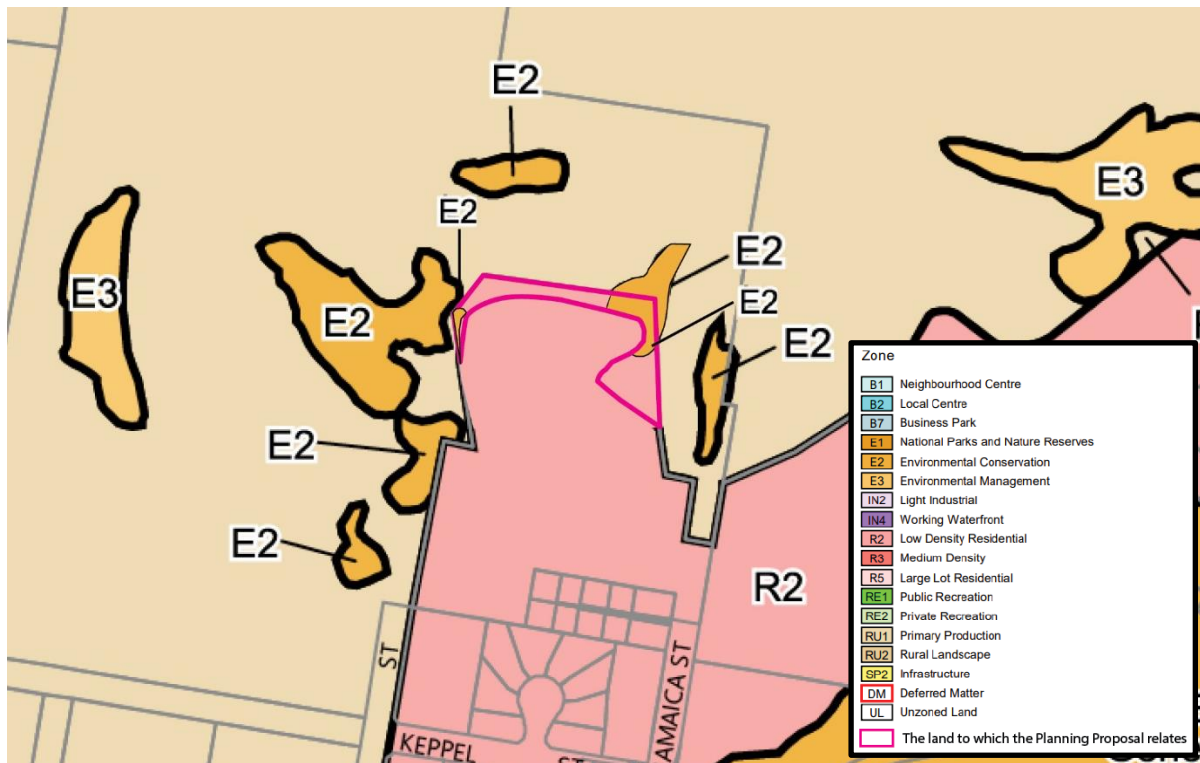 E2
E3
E2
E2
E3
E2
E2
E2
E2
E2
R2
ST
AMAICA ST
KEPPEL
ST
Zone
B1 Neighbourhood Centre
B2 Local Centre
B7 Business Park
E1 National Parks and Nature Reserves
E2 Environmental Conservation
E3 Environmental Management
IN2 Light Industrial
IN4 Working Waterfront
R2 Low Density Residential
R3 Medium Density
R5 Large Lot Residential
RE1 Public Recreation
RE2 Private Recreation
RU1 Primary Production
RU2 Rural Landscape
SP2 Infrastructure
DM Deferred Matter
UL Unzoned Land
The land to which the Planning Proposal relates